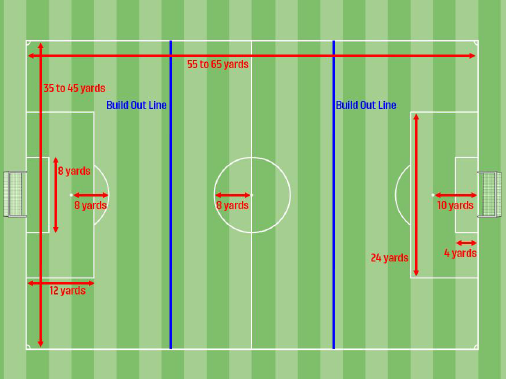 55 to 65 yards
35 to 45 yards
Build Out Line
Build Out Line
8 yards
8 yards
8 yards
10 yards
4 yards
24 yards
12 yards